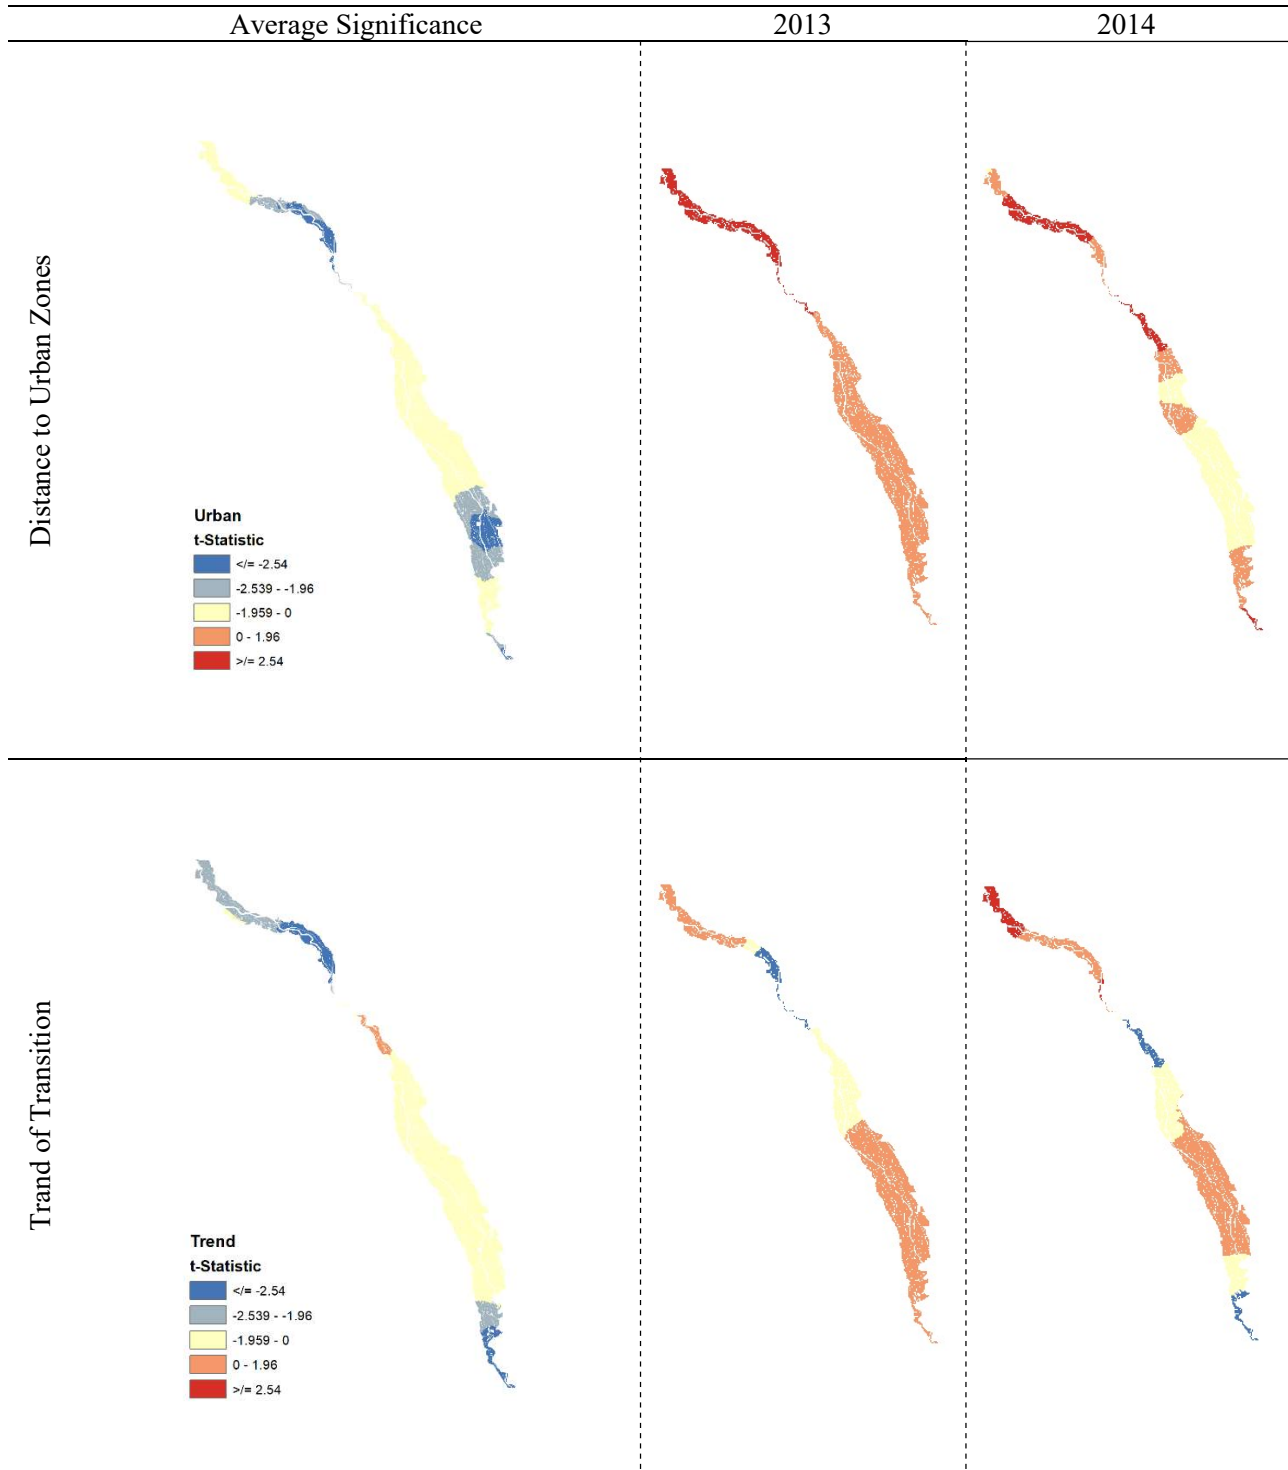 Average Significance 2013 2014
Distance to Urban Zones
Urban
t-Statistic
</= -2.54
-2.539 - -1.96
-1.959 - 0
0 - 1.96
>/= 2.54
Trand of Transition
Trend
t-Statistic
</= -2.54
-2.539 - -1.96
-1.959 - 0
0 - 1.96
>/= 2.54